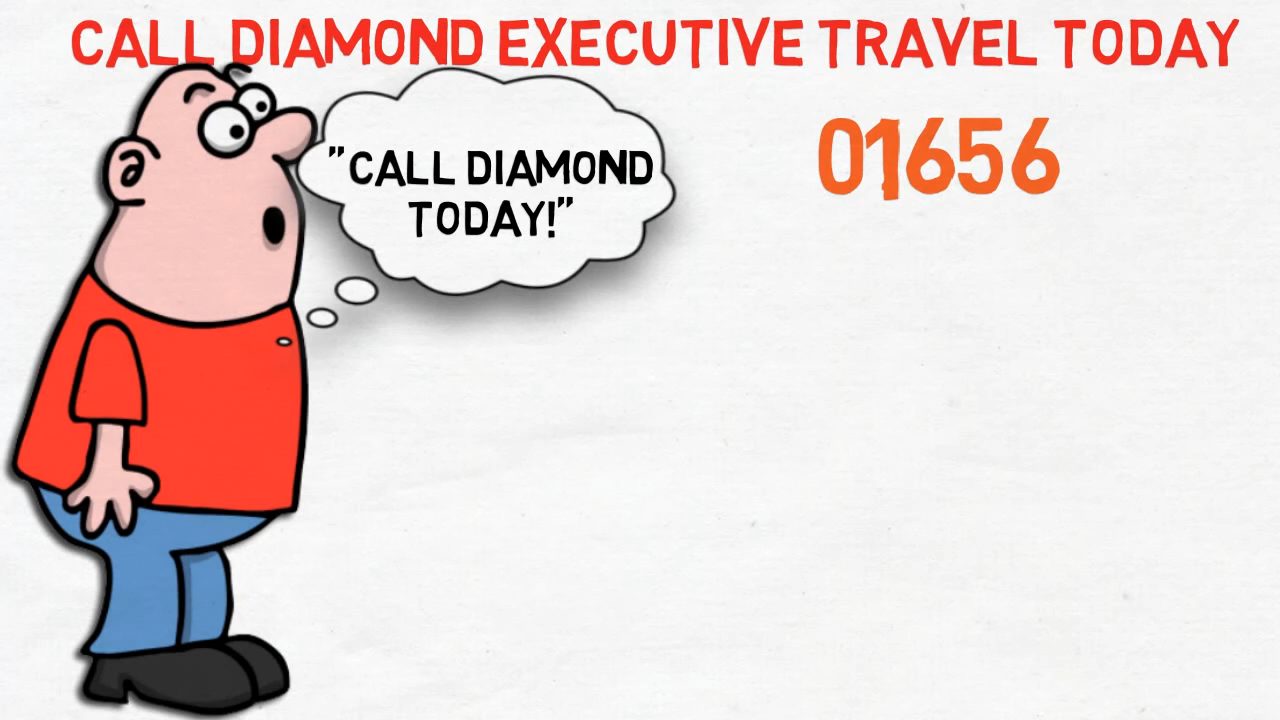 CALL DIAMOND EXECUTIVE TRAVEL TODAY
"CALL DIAMOND
TODAY!"
01656